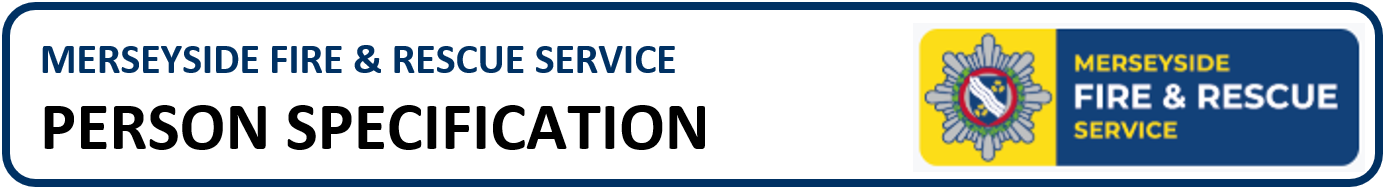 MERSEYSIDE FIRE & RESCUE SERVICE
PERSON SPECIFICATION
MERSEYSIDE
FIRE & RESCUE
SERVICE